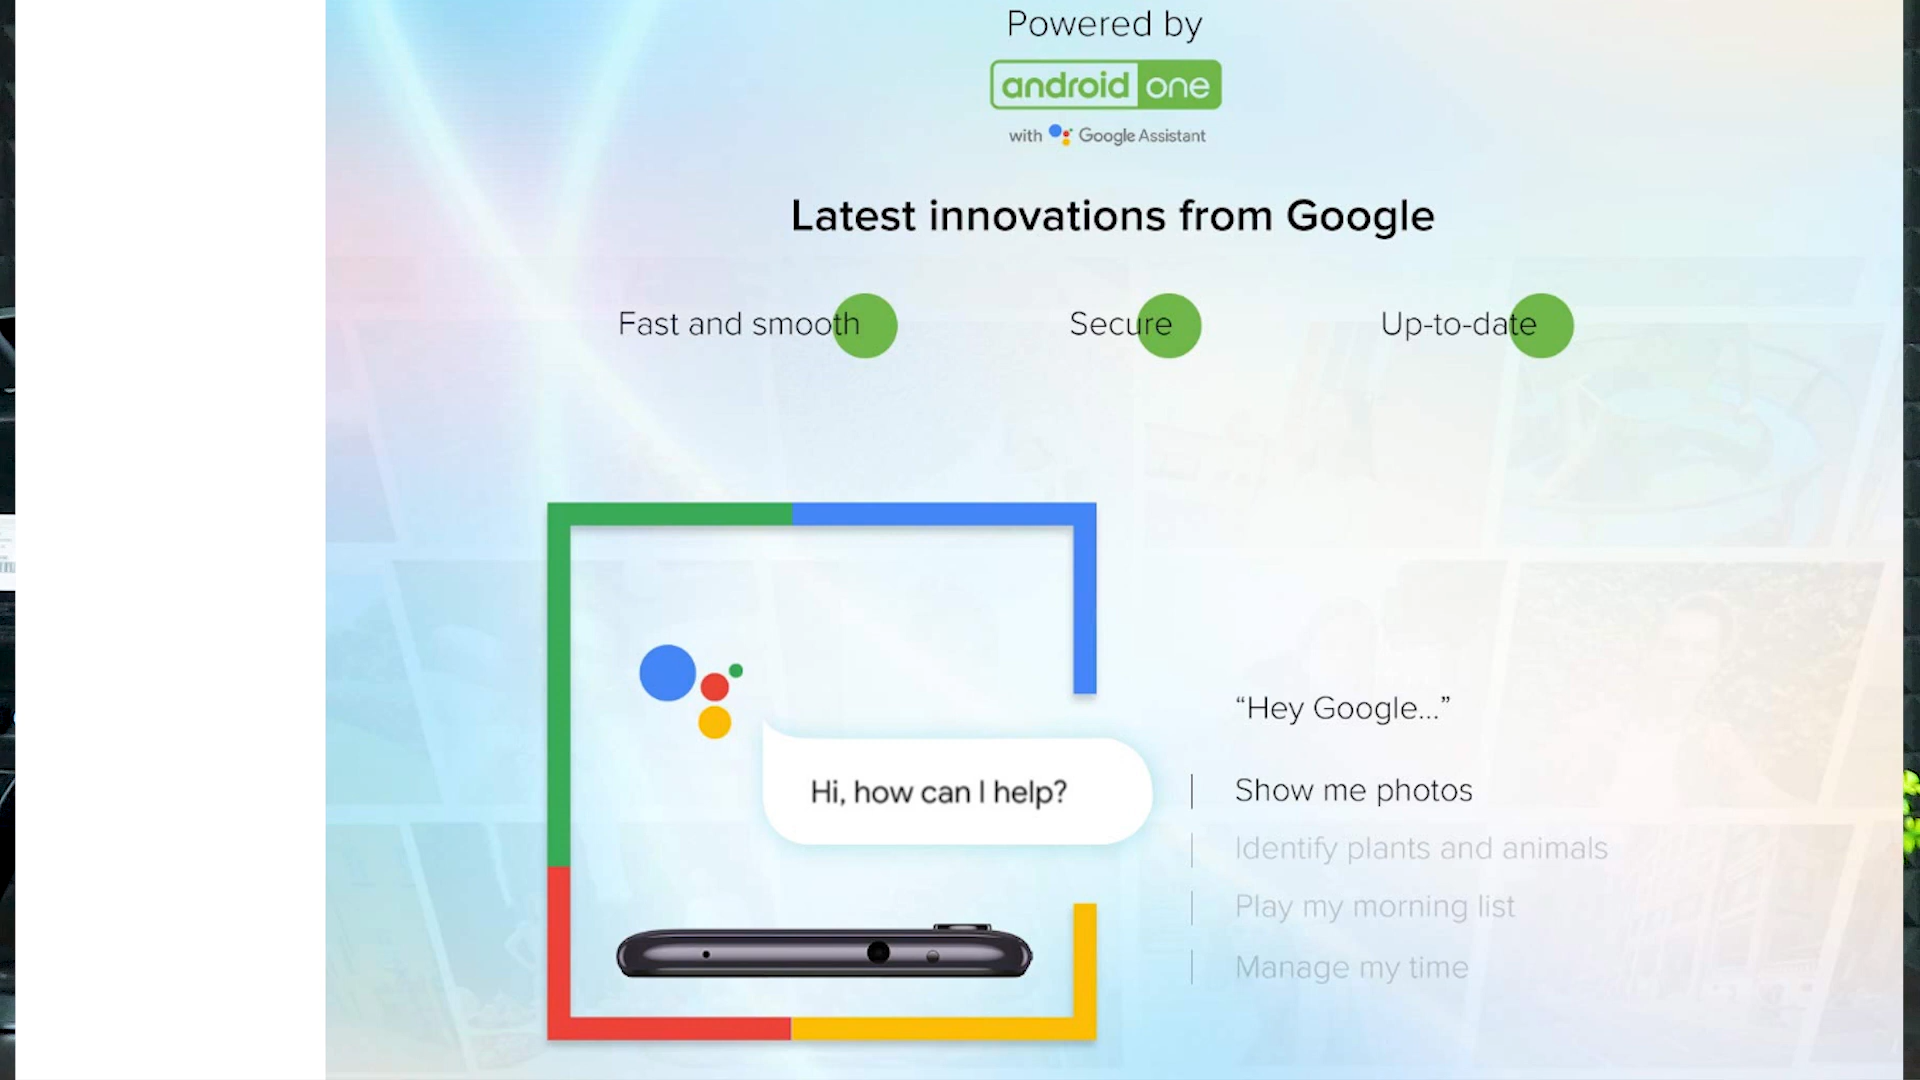 Powered by
android one
with Google Assistant
Latest innovations from Google
Fast and smooth
Secure
Up-to-date
“Hey Google...”
Hi, how can I help?
Show me photos
Identify plants and animals
Play my morning list
Manage my time